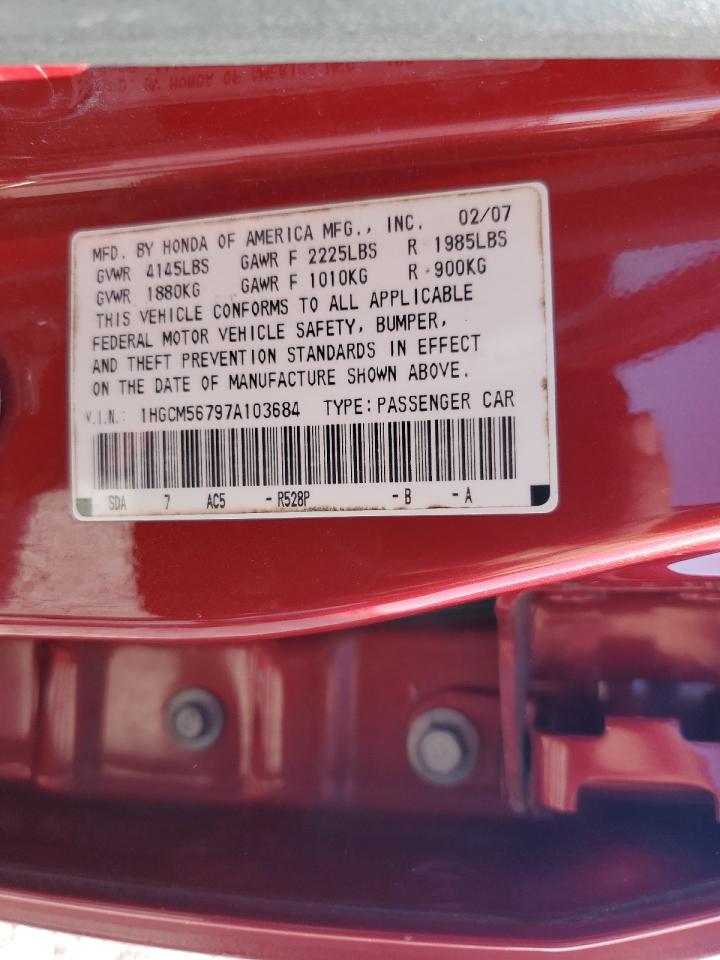 MFD. BY HONDA OF AMERICA MFG., INC. 02/07
GVWR 4145LBS GAWR F 2225LBS R 1985LBS
GVWR 1880KG GAWR F 1010KG R 900KG
THIS VEHICLE CONFORMS TO ALL APPLICABLE
FEDERAL MOTOR VEHICLE SAFETY, BUMPER,
AND THEFT PREVENTION STANDARDS IN EFFECT
ON THE DATE OF MANUFACTURE SHOWN ABOVE.
V.I.N.: 1HGCM56797A103684 TYPE: PASSENGER CAR
SDA 7 AC5 - R528P - B - A